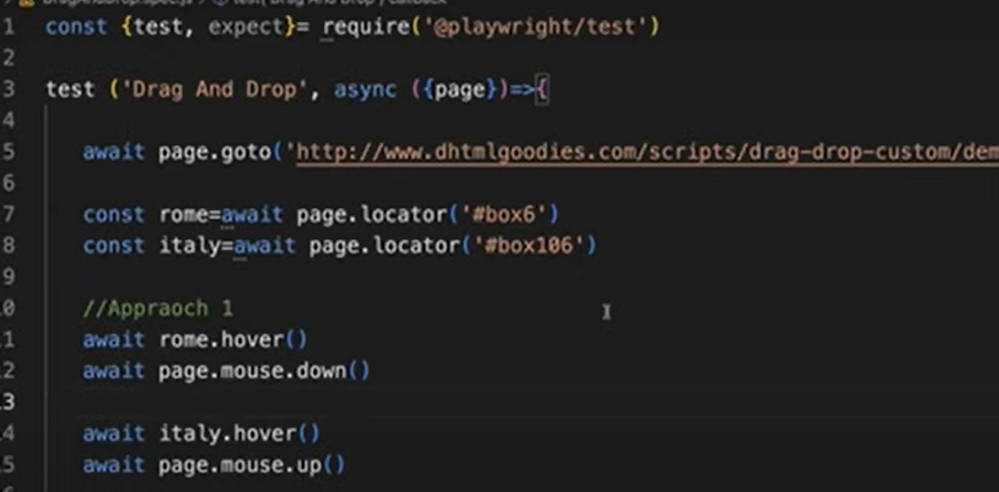 const {test, expect}= require('@playwright/test')
test ('Drag And Drop', async ({page})=>{
await page.goto('http://www.dhtmlgoodies.com/scripts/drag-drop-custom/dem
const rome=await page.locator('#box6')
const italy=await page.locator('#box106')
//Appraoch 1
await rome.hover()
await page.mouse.down()
await italy.hover()
await page.mouse.up()